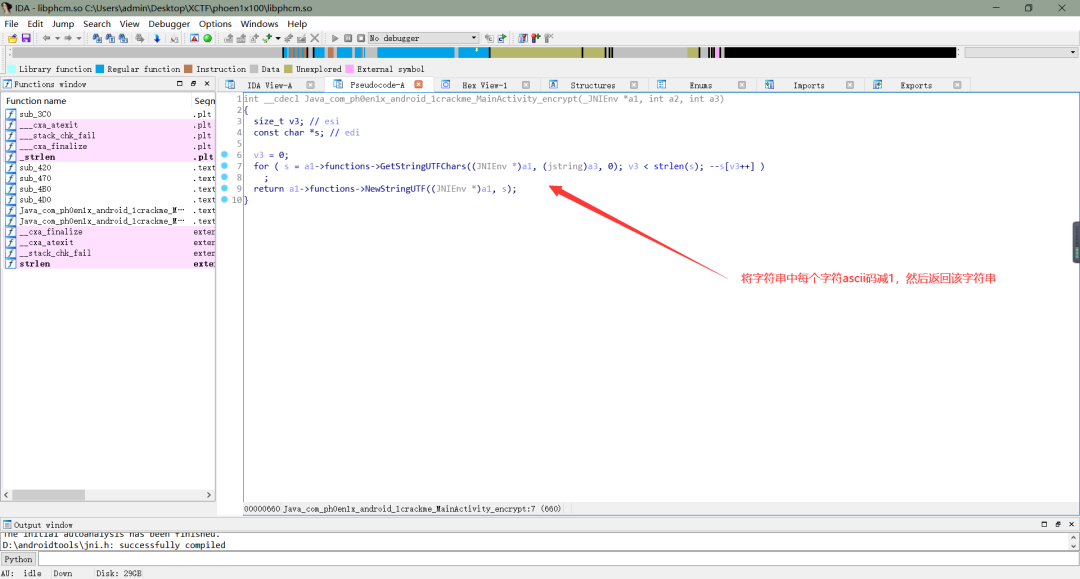 IDA - libphcm.so C:\Users\admin\Desktop\XCTF\phoen1x100\libphcm.so
File Edit Jump Search View Debugger Options Windows Help
No debugger
Library function Regular function Instruction Data Unexplored External symbol
Functions window
IDA View-A Pseudocode-A Hex View-1 Structures Enums Imports Exports
Function name Segn
sub_3C0 .plt
___cxa_atexit .plt
___stack_chk_fail .plt
___cxa_finalize .plt
_strlen .plt
sub_420 .text
sub_470 .text
sub_4B0 .text
sub_4D0 .text
Java_com_ph0en1x_android_1crackme_M… .text
Java_com_ph0en1x_android_1crackme_M… .text
__cxa_finalize exter
__cxa_atexit exter
__stack_chk_fail exter
strlen exte
1 int __cdecl Java_com_ph0en1x_android_1crackme_MainActivity_encrypt(_JNIEnv *a1, int a2, int a3)
2 {
3 size_t v3; // esi
4 const char *s; // edi
5
6 v3 = 0;
7 for ( s = a1->functions->GetStringUTFChars((JNIEnv *)a1, (jstring)a3, 0); v3 < strlen(s); --s[v3++] )
8 ;
9 return a1->functions->NewStringUTF((JNIEnv *)a1, s);
10 }
将字符串中每个字符ascii码减1，然后返回该字符串
00000660 Java_com_ph0en1x_android_1crackme_MainActivity_encrypt:7 (660)
Output window
The initial autoanalysis has been finished.
D:\androidtools\jni.h: successfully compiled
Python
AU: idle Down Disk: 29GB